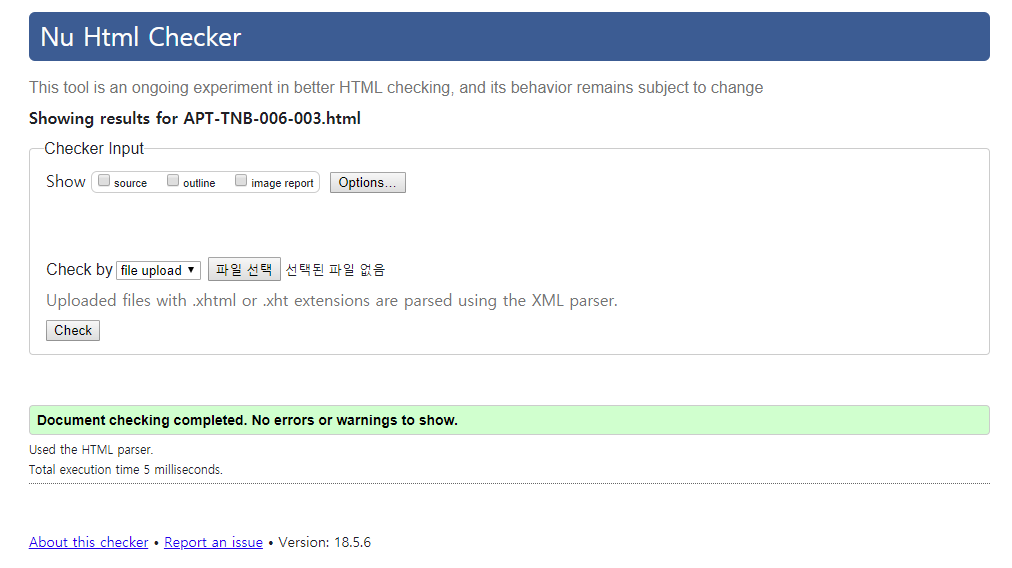 Nu Html Checker
This tool is an ongoing experiment in better HTML checking, and its behavior remains subject to change
Showing results for APT-TNB-006-003.html
Checker Input
Show source outline image report Options...
Check by file upload 파일 선택 선택된 파일 없음
Uploaded files with .xhtml or .xht extensions are parsed using the XML parser.
Check
Document checking completed. No errors or warnings to show.
Used the HTML parser.
Total execution time 5 milliseconds.
About this checker • Report an issue • Version: 18.5.6